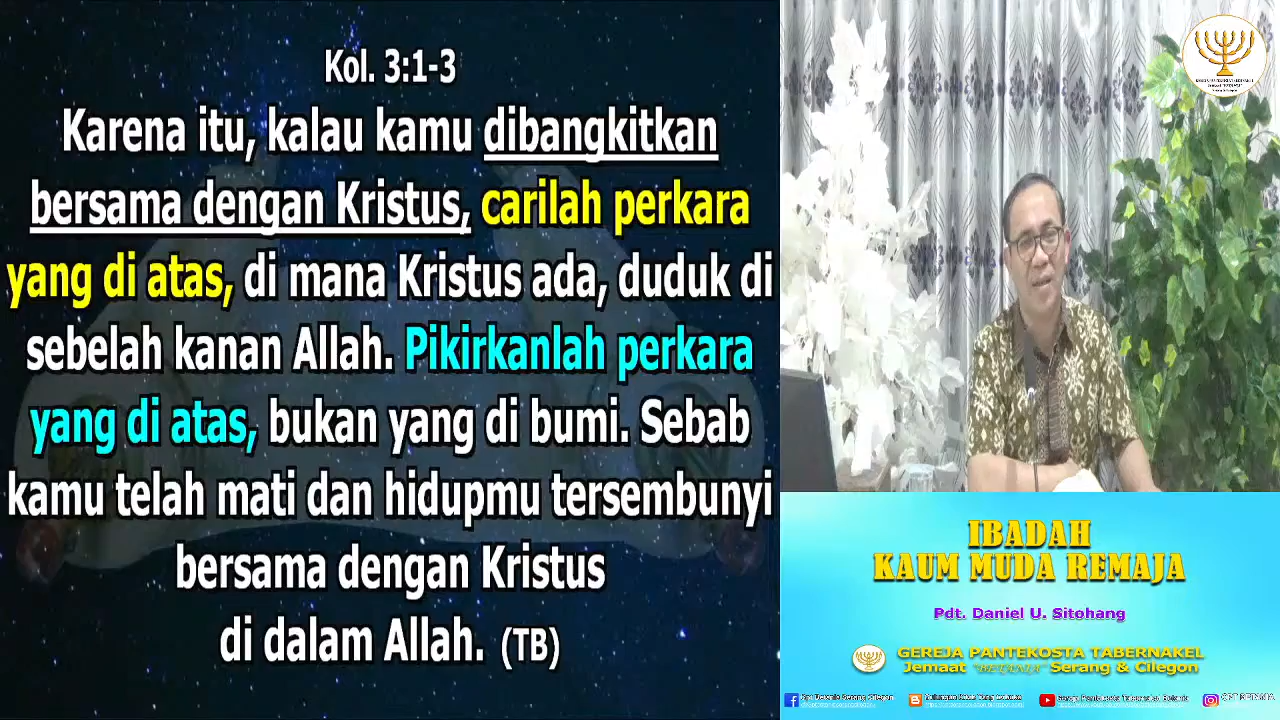 Kol. 3:1-3
Karena itu, kalau kamu dibangkitkan
bersama dengan Kristus, carilah perkara
yang di atas, di mana Kristus ada, duduk di
sebelah kanan Allah. Pikirkanlah perkara
yang di atas, bukan yang di bumi. Sebab
kamu telah mati dan hidupmu tersembunyi
bersama dengan Kristus
di dalam Allah. (TB)
IBADAH
KAUM MUDA REMAJA
Pdt. Daniel U. Sitohang
GEREJA PANTEKOSTA TABERNAKEL
Jemaat "BETANIA" Serang & Cilegon